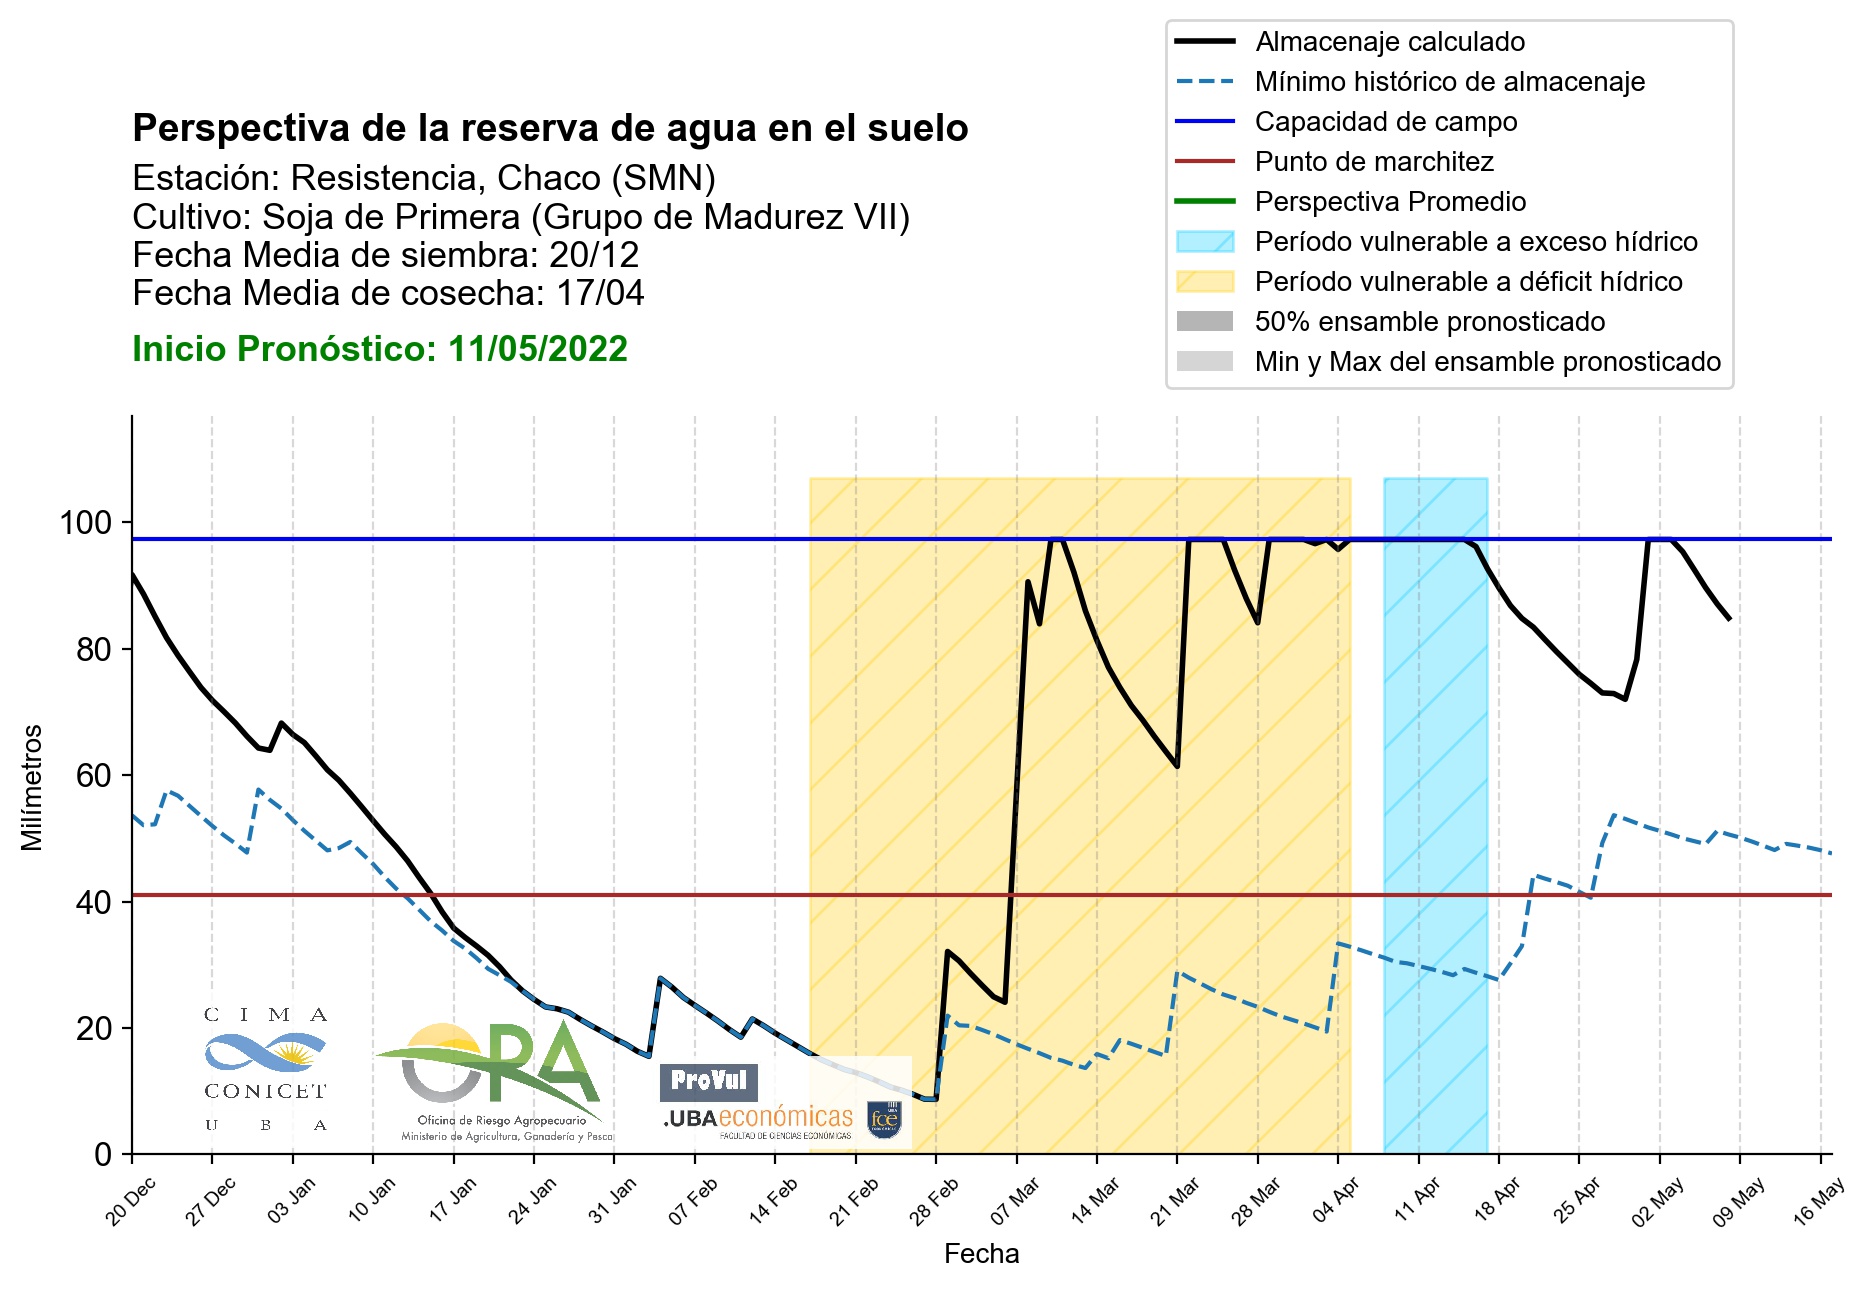 Almacenaje calculado
Mínimo histórico de almacenaje
Capacidad de campo
Punto de marchitez
Perspectiva Promedio
Período vulnerable a exceso hídrico
Período vulnerable a déficit hídrico
50% ensamble pronosticado
Min y Max del ensamble pronosticado
Perspectiva de la reserva de agua en el suelo
Estación: Resistencia, Chaco (SMN)
Cultivo: Soja de Primera (Grupo de Madurez VII)
Fecha Media de siembra: 20/12
Fecha Media de cosecha: 17/04
Inicio Pronóstico: 11/05/2022
Milímetros
100
80
60
40
20
0
CIMA
CONICET
UBA
ORA
Oficina de Riesgo Agropecuario
Ministerio de Agricultura, Ganadería y Pesca
ProVul
.UBAeconómicas
FACULTAD DE CIENCIAS ECONÓMICAS
fce
20 Dec
27 Dec
03 Jan
10 Jan
17 Jan
24 Jan
31 Jan
07 Feb
14 Feb
21 Feb
28 Feb
07 Mar
14 Mar
21 Mar
28 Mar
04 Apr
11 Apr
18 Apr
25 Apr
02 May
09 May
16 May
Fecha